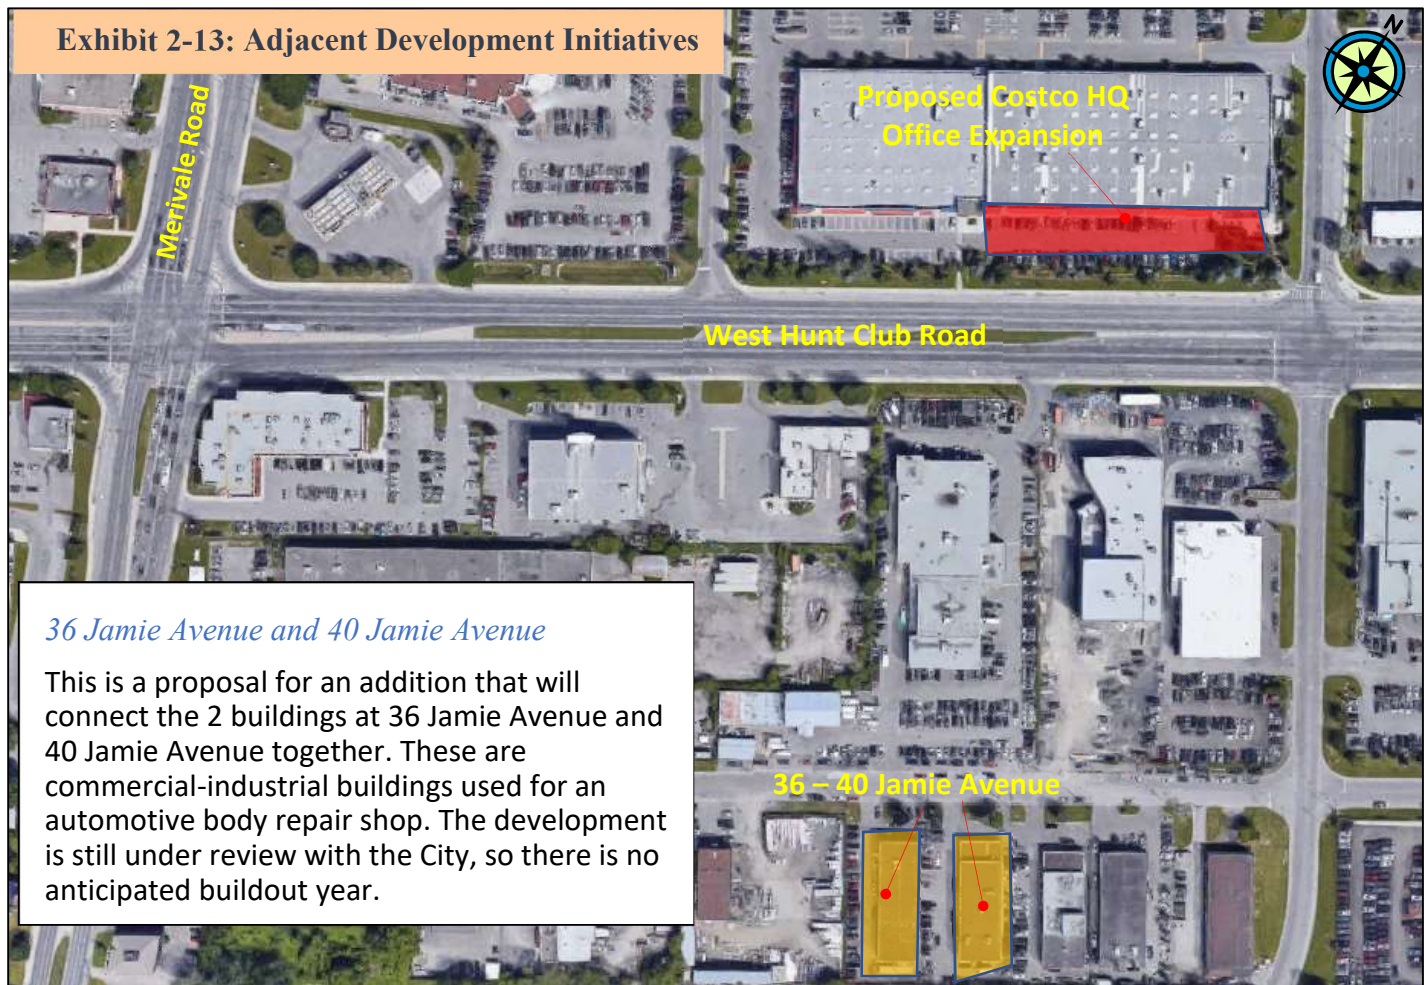 Exhibit 2-13: Adjacent Development Initiatives
N
Merivale Road
Proposed Costco HQ
Office Expansion
West Hunt Club Road
36 Jamie Avenue and 40 Jamie Avenue
This is a proposal for an addition that will
connect the 2 buildings at 36 Jamie Avenue and
40 Jamie Avenue together. These are
commercial-industrial buildings used for an
automotive body repair shop. The development
is still under review with the City, so there is no
anticipated buildout year.
36 – 40 Jamie Avenue